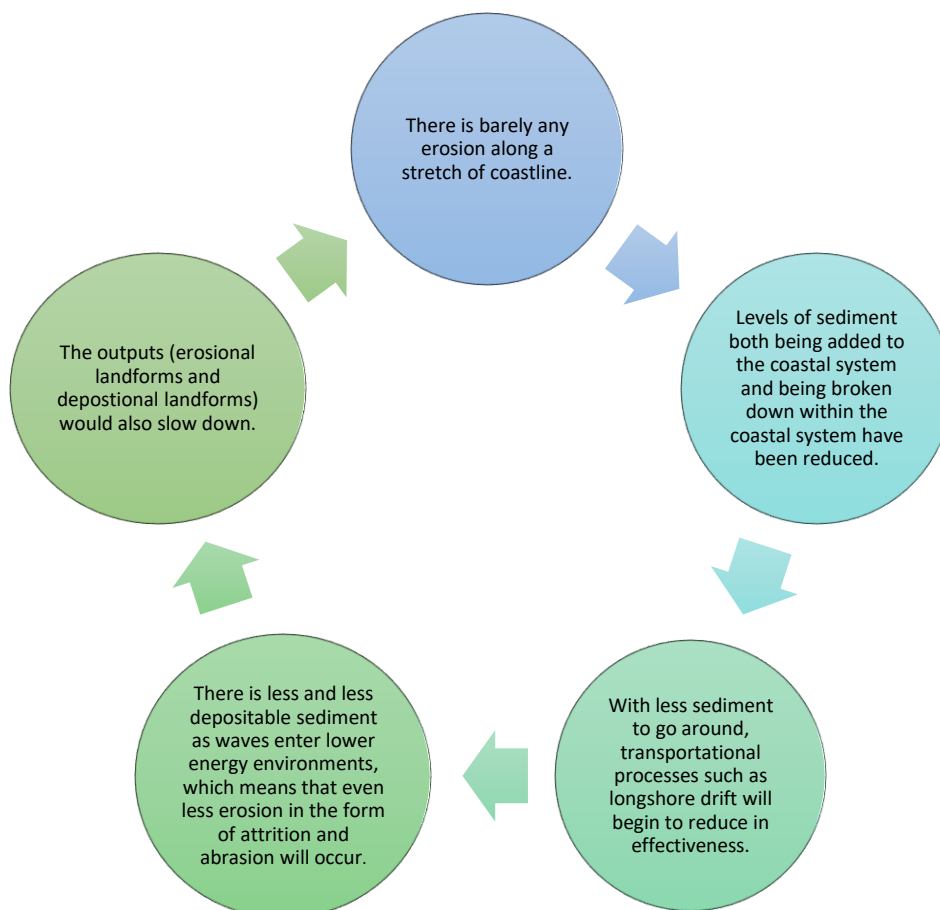 There is barely any
erosion along a
stretch of coastline.
Levels of sediment
both being added to
the coastal system
and being broken
down within the
coastal system have
been reduced.
With less sediment
to go around,
transportational
processes such as
longshore drift will
begin to reduce in
effectiveness.
There is less and less
depositable sediment
as waves enter lower
energy environments,
which means that even
less erosion in the form
of attrition and
abrasion will occur.
The outputs (erosional
landforms and
depostional landforms)
would also slow down.